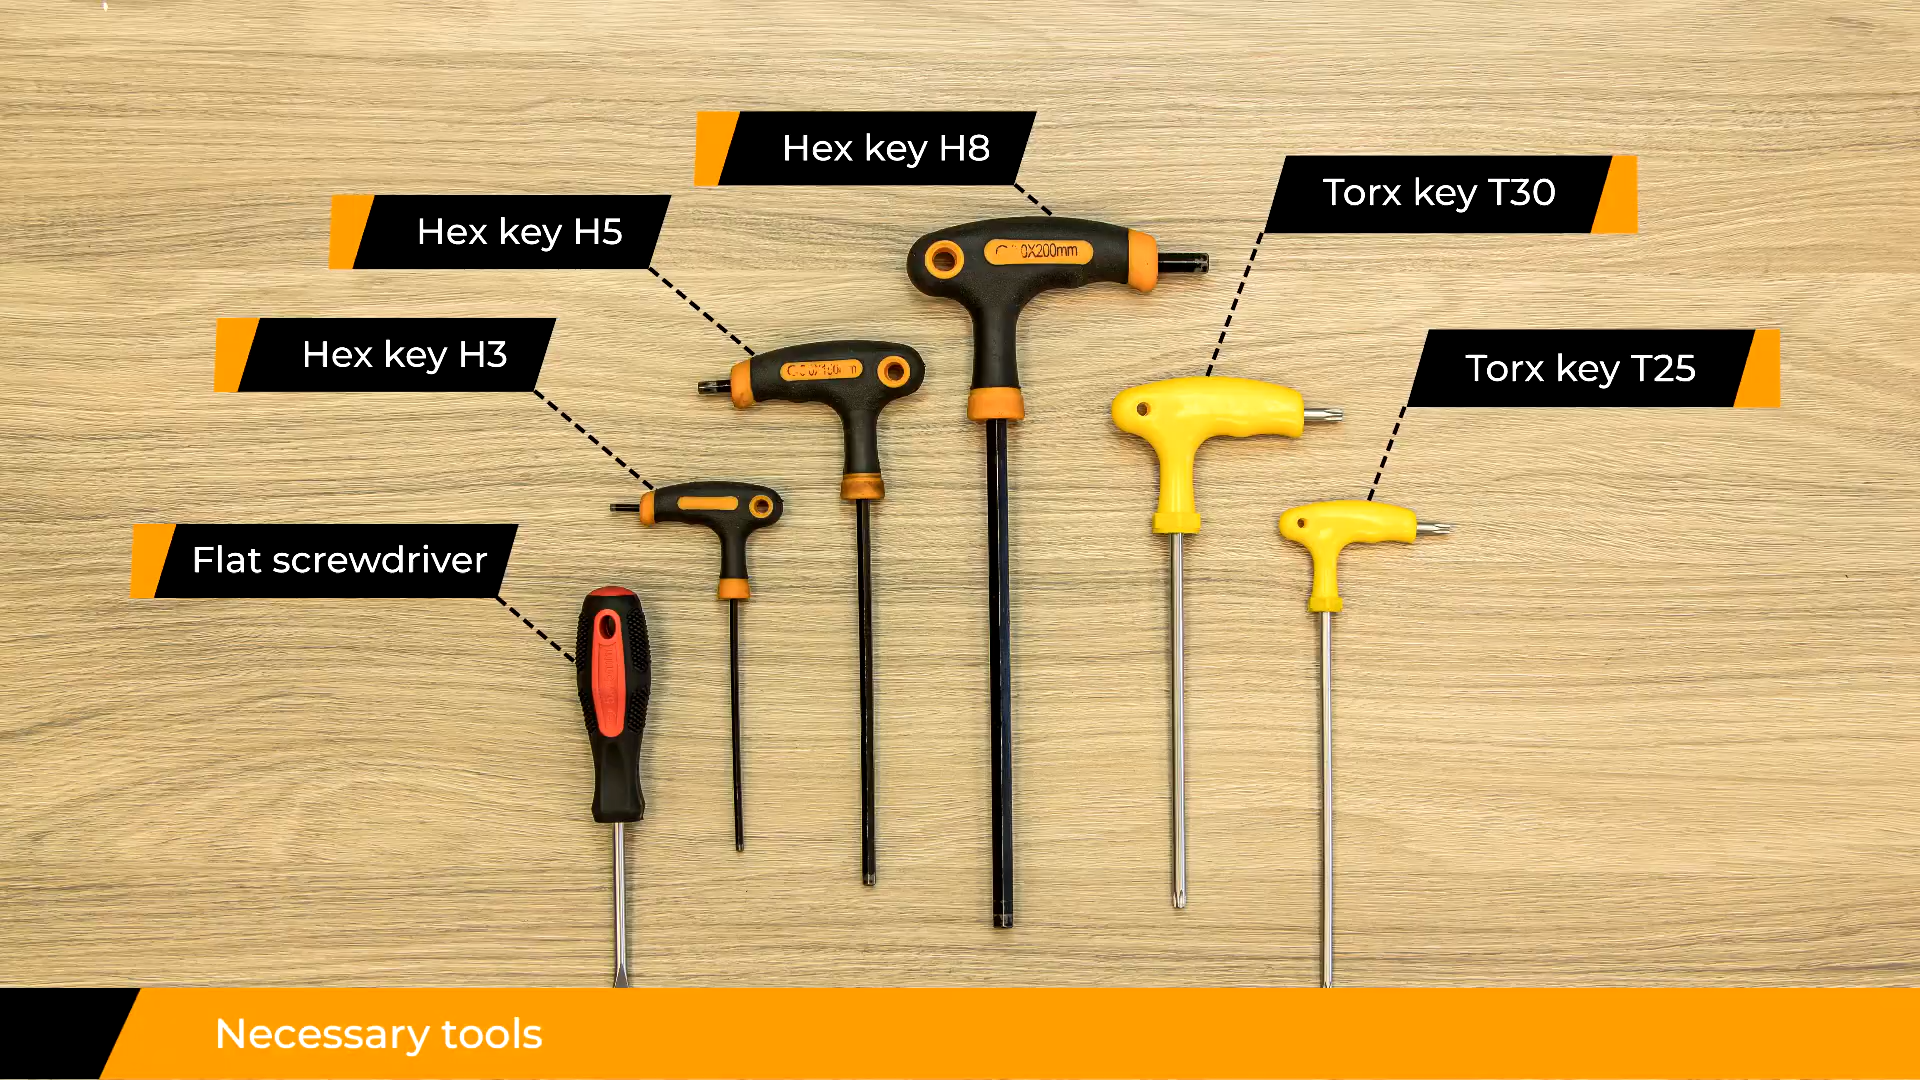 Hex key H8
Torx key T30
Hex key H5
0X200mm
Hex key H3
Torx key T25
Flat screwdriver
Necessary tools